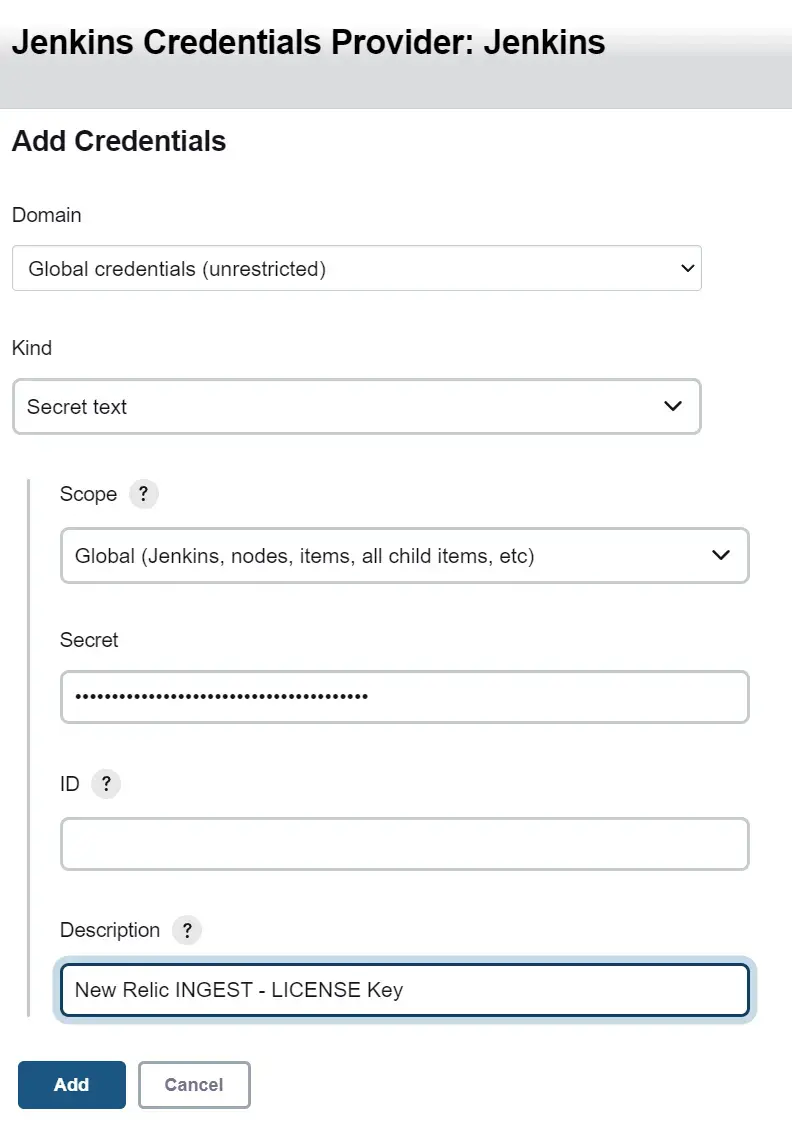 Jenkins Credentials Provider: Jenkins
Add Credentials
Domain
Global credentials (unrestricted)
Kind
Secret text
Scope ?
Global (Jenkins, nodes, items, all child items, etc)
Secret
••••••••••••••••••••••••••••••••••••••••
ID ?
Description ?
New Relic INGEST - LICENSE Key
Add Cancel